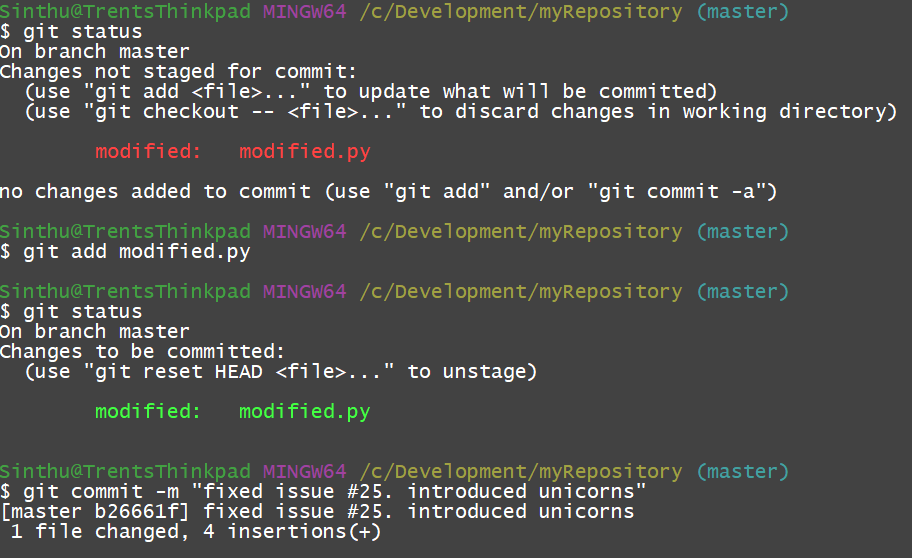 Sinthu@TrentsThinkpad MINGW64 /c/Development/myRepository (master)
$ git status
On branch master
Changes not staged for commit:
  (use "git add <file>..." to update what will be committed)
  (use "git checkout -- <file>..." to discard changes in working directory)
        modified:   modified.py
no changes added to commit (use "git add" and/or "git commit -a")
Sinthu@TrentsThinkpad MINGW64 /c/Development/myRepository (master)
$ git add modified.py
Sinthu@TrentsThinkpad MINGW64 /c/Development/myRepository (master)
$ git status
On branch master
Changes to be committed:
  (use "git reset HEAD <file>..." to unstage)
        modified:   modified.py
Sinthu@TrentsThinkpad MINGW64 /c/Development/myRepository (master)
$ git commit -m "fixed issue #25. introduced unicorns"
[master b26661f] fixed issue #25. introduced unicorns
 1 file changed, 4 insertions(+)